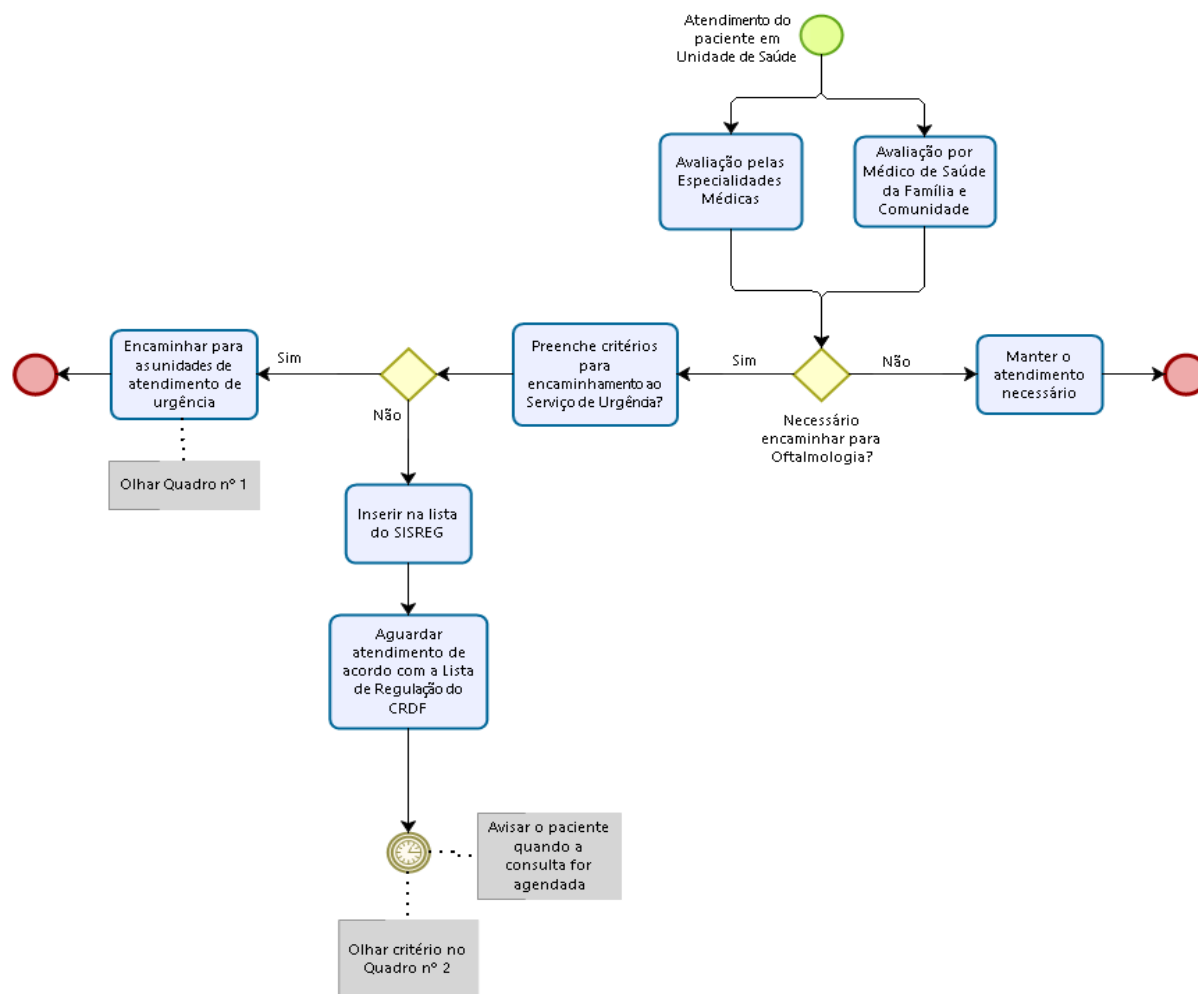 Atendimento do
paciente em
Unidade de Saúde
Avaliação pelas
Especialidades
Médicas
Avaliação por
Médico de Saúde
da Família e
Comunidade
Encaminhar para
as unidades de
atendimento de
urgência
Sim
Não
Preenche critérios
para
encaminhamento ao
Serviço de Urgência?
Sim
Não
Necessário
encaminhar para
Oftalmologia?
Manter o
atendimento
necessário
Olhar Quadro nº 1
Inserir na lista
do SISREG
Aguardar
atendimento de
acordo com a Lista
de Regulação do
CRDF
Avisar o paciente
quando a
consulta for
agendada
Olhar critério no
Quadro nº 2